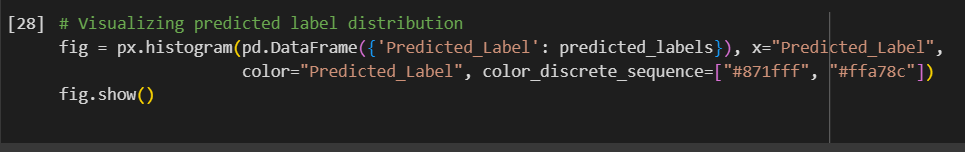 [28] # Visualizing predicted label distribution
fig = px.histogram(pd.DataFrame({'Predicted_Label': predicted_labels}), x="Predicted_Label",
color="Predicted_Label", color_discrete_sequence=["#871fff", "#ffa78c"])
fig.show()